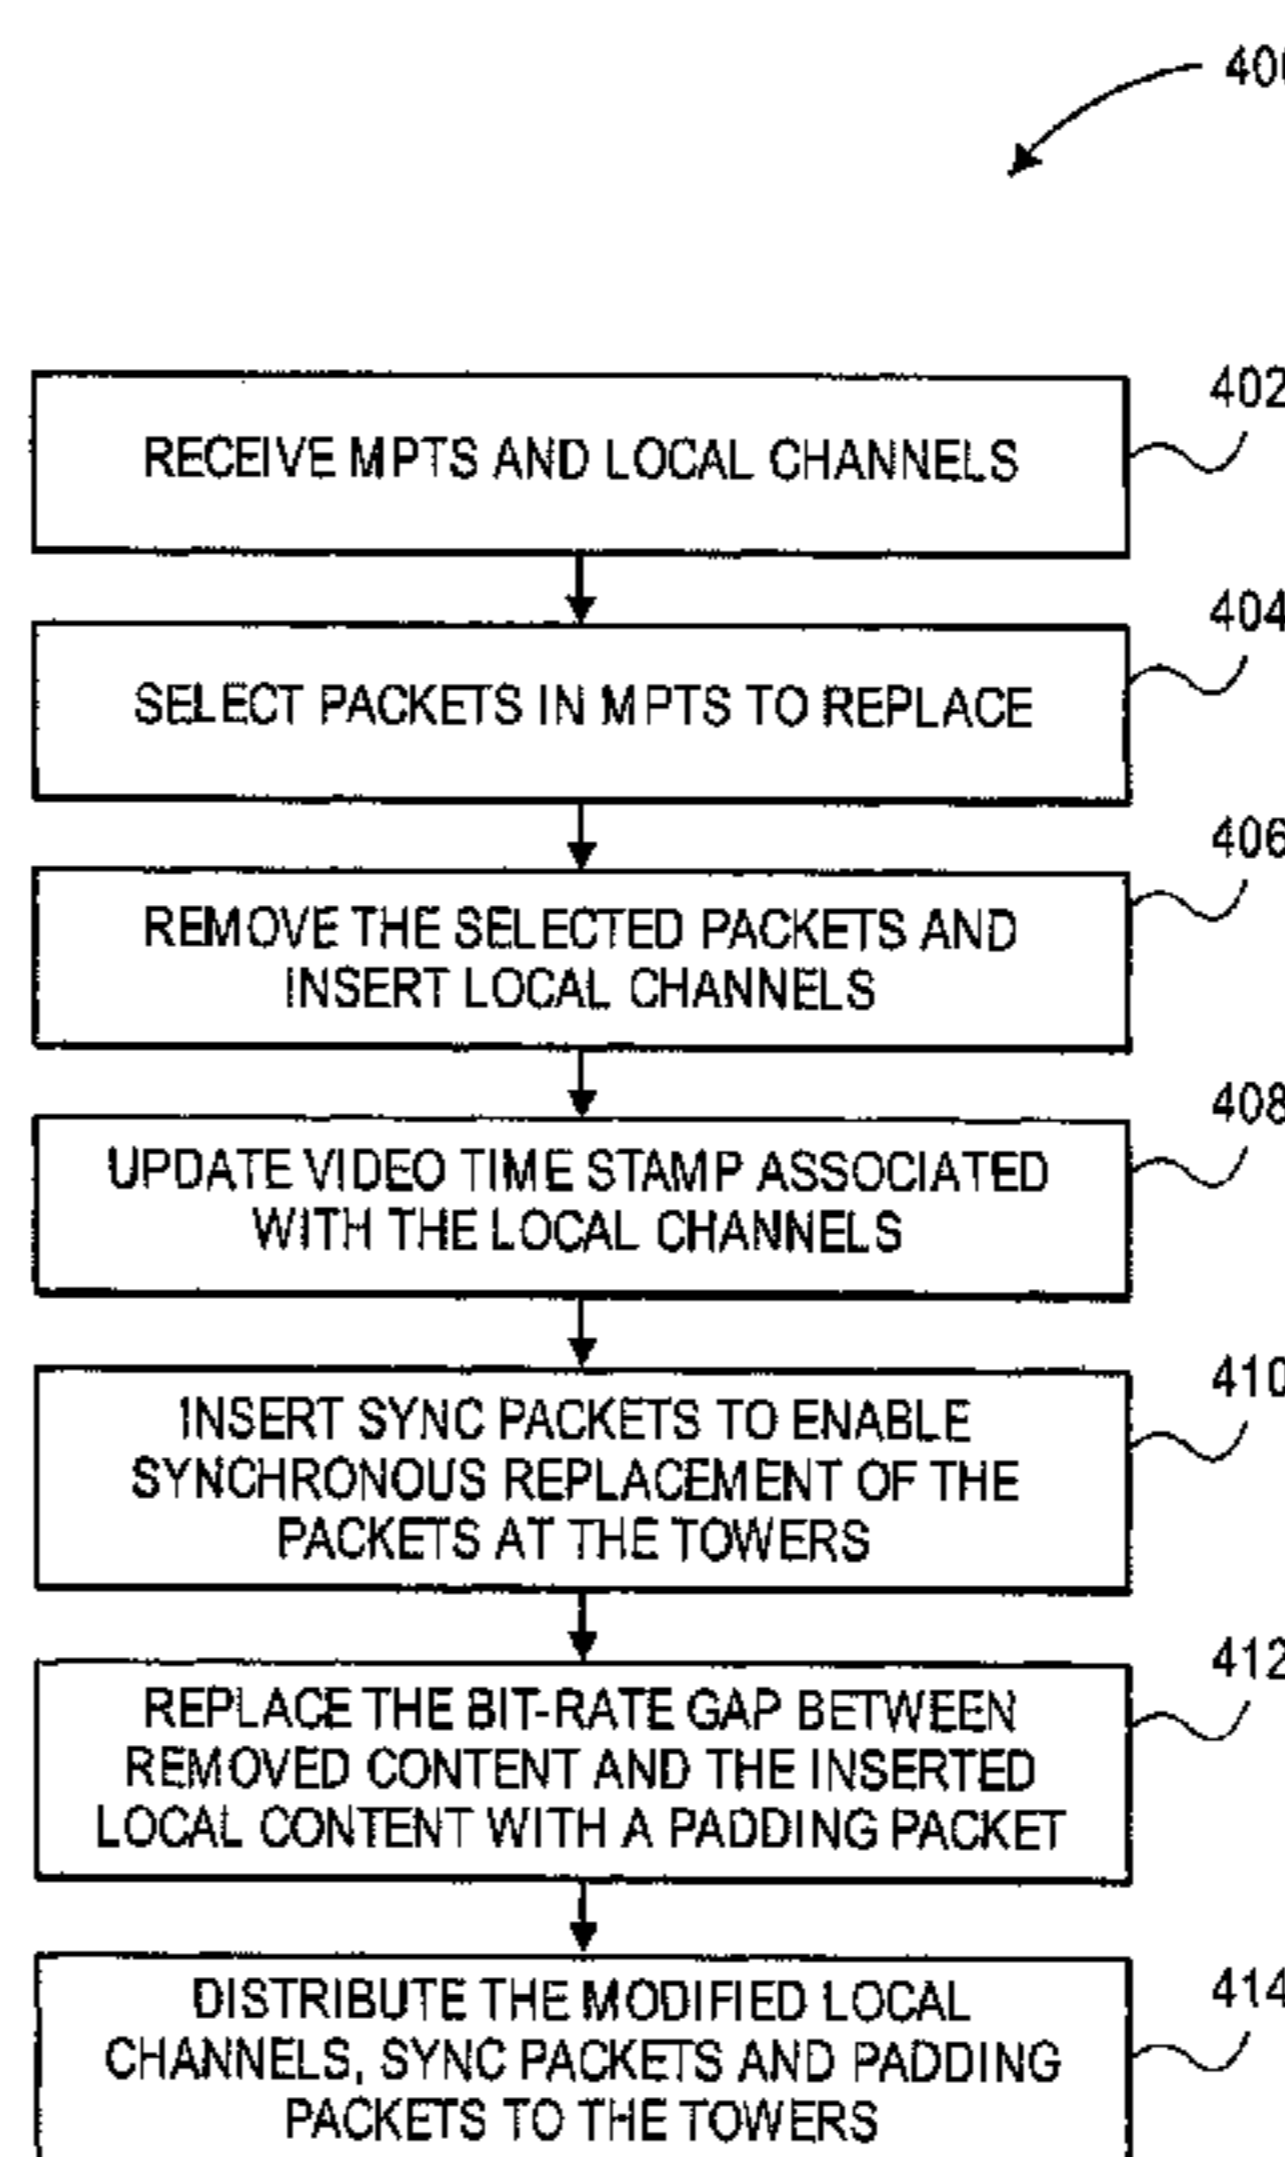 400
RECEIVE MPTS AND LOCAL CHANNELS
402
SELECT PACKETS IN MPTS TO REPLACE
404
REMOVE THE SELECTED PACKETS AND
INSERT LOCAL CHANNELS
406
UPDATE VIDEO TIME STAMP ASSOCIATED
WITH THE LOCAL CHANNELS
408
INSERT SYNC PACKETS TO ENABLE
SYNCHRONOUS REPLACEMENT OF THE
PACKETS AT THE TOWERS
410
REPLACE THE BIT-RATE GAP BETWEEN
REMOVED CONTENT AND THE INSERTED
LOCAL CONTENT WITH A PADDING PACKET
412
DISTRIBUTE THE MODIFIED LOCAL
CHANNELS, SYNC PACKETS AND PADDING
PACKETS TO THE TOWERS
414